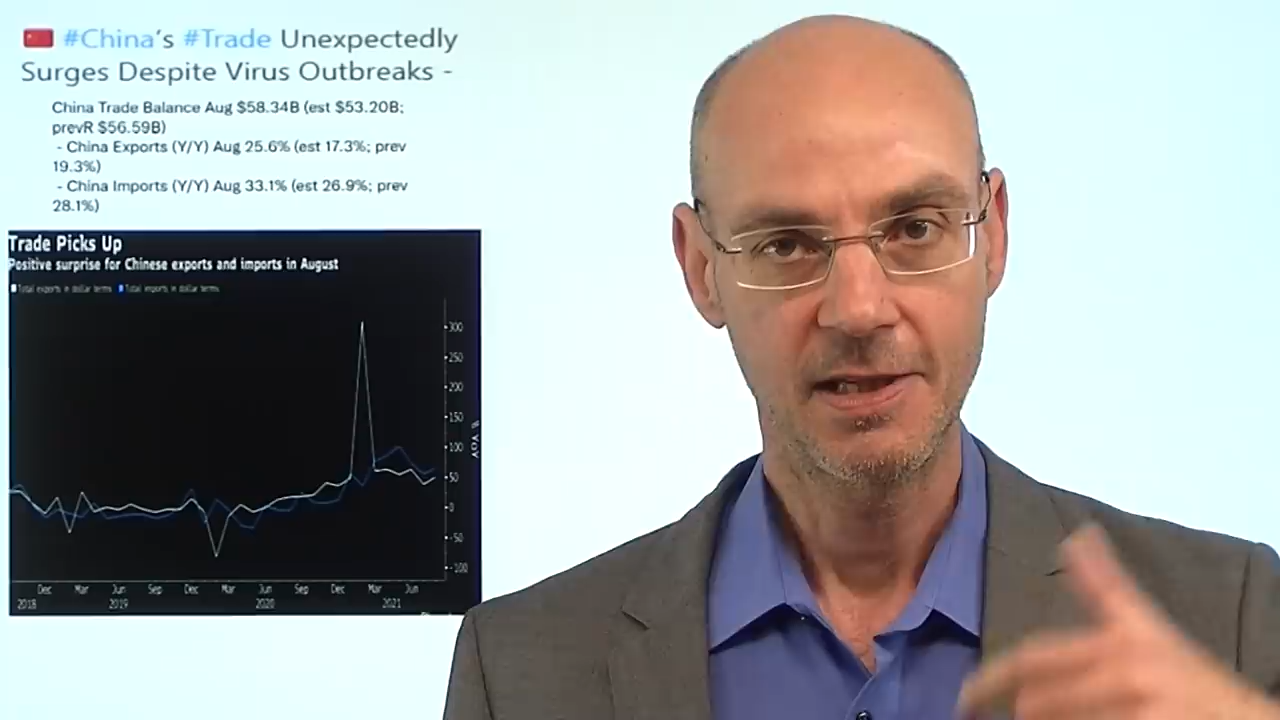 #China's #Trade Unexpectedly
Surges Despite Virus Outbreaks -
China Trade Balance Aug $58.34B (est $53.20B;
prevR $56.59B)
- China Exports (Y/Y) Aug 25.6% (est 17.3%; prev
19.3%)
- China Imports (Y/Y) Aug 33.1% (est 26.9%; prev
28.1%)
Trade Picks Up
Positive surprise for Chinese exports and imports in August
Total exports in dollar terms Total imports in dollar terms
300
250
200
150
100
50
0
-50
-100
% YoY
Dec Mar Jun Sep Dec Mar Jun Sep Dec Mar Jun
2018 2019 2020 2021